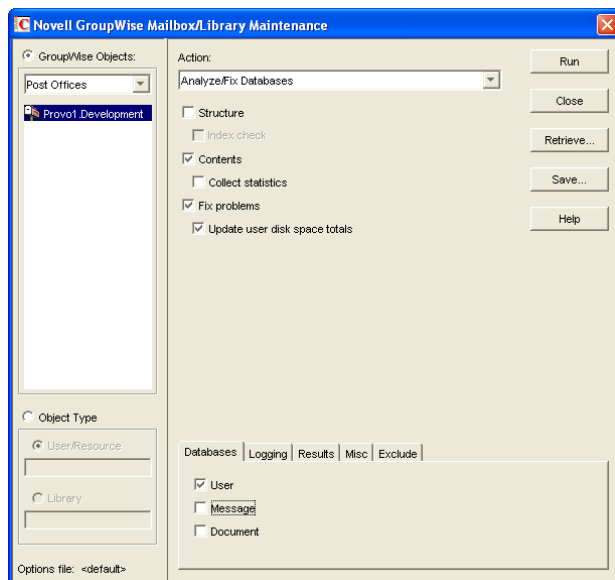 Novell GroupWise Mailbox/Library Maintenance
GroupWise Objects:
Post Offices
Provo1.Development
Object Type
User/Resource
Library
Options file: <default>
Action:
Analyze/Fix Databases
Structure
Index check
Contents
Collect statistics
Fix problems
Update user disk space totals
Databases Logging Results Misc Exclude
User
Message
Document
Run
Close
Retrieve...
Save...
Help